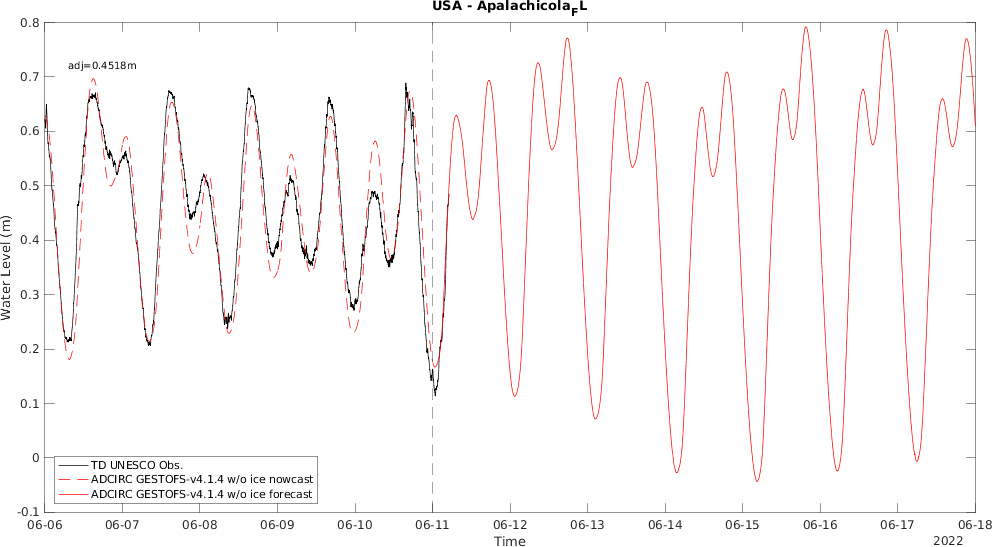 USA - Apalachicola_FL
adj=0.4518m
0.8
0.7
0.6
0.5
0.4
0.3
0.2
0.1
0
-0.1
Water Level (m)
TD UNESCO Obs.
ADCIRC GESTOFS-v4.1.4 w/o ice nowcast
ADCIRC GESTOFS-v4.1.4 w/o ice forecast
06-06 06-07 06-08 06-09 06-10 06-11 06-12 06-13 06-14 06-15 06-16 06-17 06-18
Time
2022